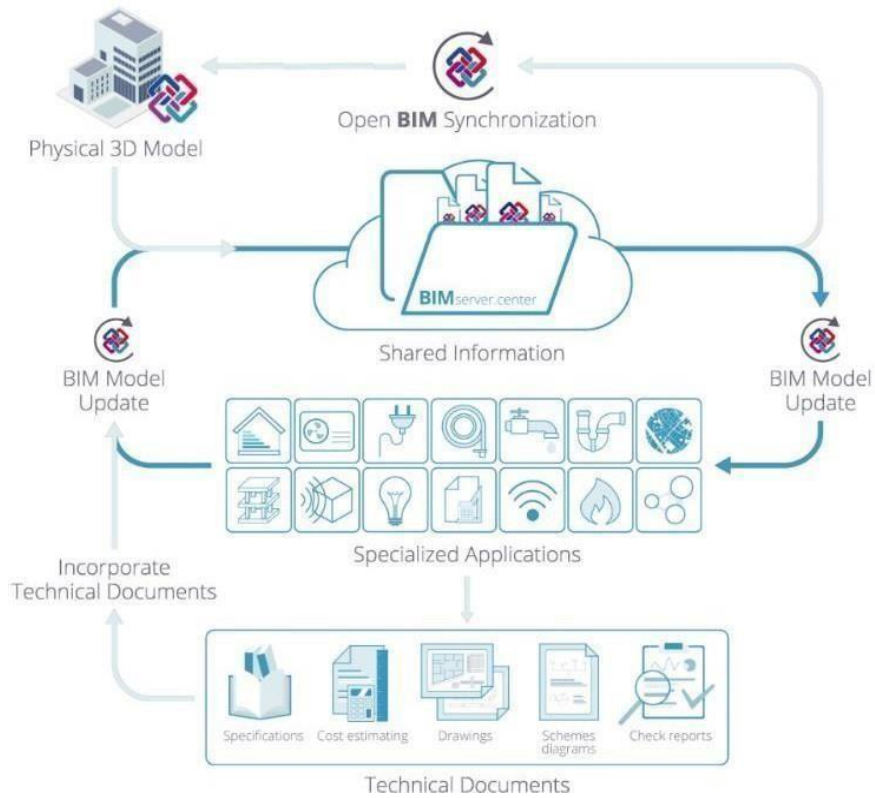 Open BIM Synchronization
Physical 3D Model
BIMserver.center
Shared Information
BIM Model
Update
BIM Model
Update
Specialized Applications
Incorporate
Technical Documents
Specifications
Cost estimating
Drawings
Schemes
diagrams
Check reports
Technical Documents